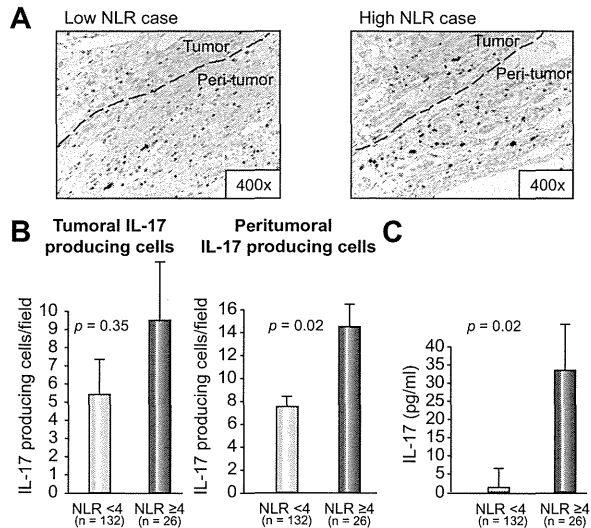 A
Low NLR case
Tumor
Peri-tumor
400x
High NLR case
Tumor
Peri-tumor
400x
B
Tumoral IL-17
producing cells
IL-17 producing cells/field
10
9
8
7
6
5
4
3
2
1
0
p = 0.35
NLR <4
(n = 132)
NLR ≥4
(n = 26)
Peritumoral
IL-17 producing cells
IL-17 producing cells/field
16
14
12
10
8
6
4
2
0
p = 0.02
NLR <4
(n = 132)
NLR ≥4
(n = 26)
C
IL-17 (pg/ml)
40
35
30
25
20
15
10
5
0
p = 0.02
NLR <4
(n = 132)
NLR ≥4
(n = 26)